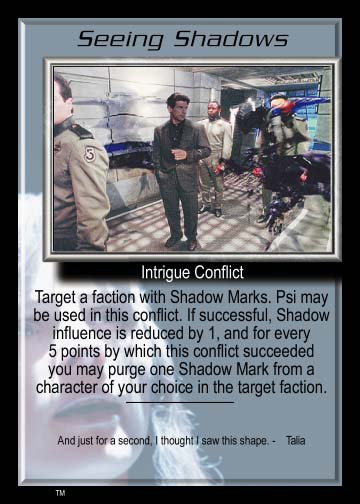 Seeing Shadows
5
Intrigue Conflict
Target a faction with Shadow Marks. Psi may
be used in this conflict. If successful, Shadow
influence is reduced by 1, and for every
5 points by which this conflict succeeded
you may purge one Shadow Mark from a
character of your choice in the target faction.
And just for a second, I thought I saw this shape. - Talia
TM